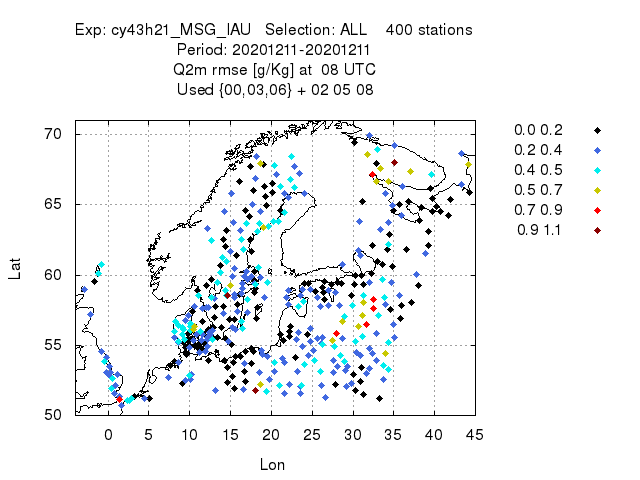 Exp: cy43h21_MSG_IAU   Selection: ALL    400 stations
Period: 20201211-20201211
Q2m rmse [g/Kg] at  08 UTC
Used {00,03,06} + 02 05 08
0.0 0.2
0.2 0.4
0.4 0.5
0.5 0.7
0.7 0.9
0.9 1.1
70
65
60
55
50
Lat
0 5 10 15 20 25 30 35 40 45
Lon